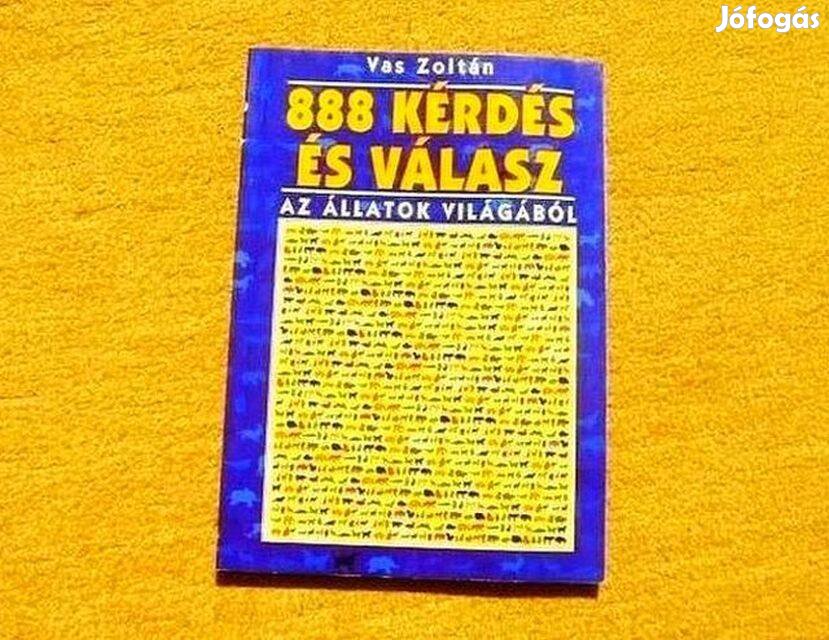 Jófogás
Vas Zoltán
888 KÉRDÉS
ÉS VÁLASZ
AZ ÁLLATOK VILÁGÁBÓL